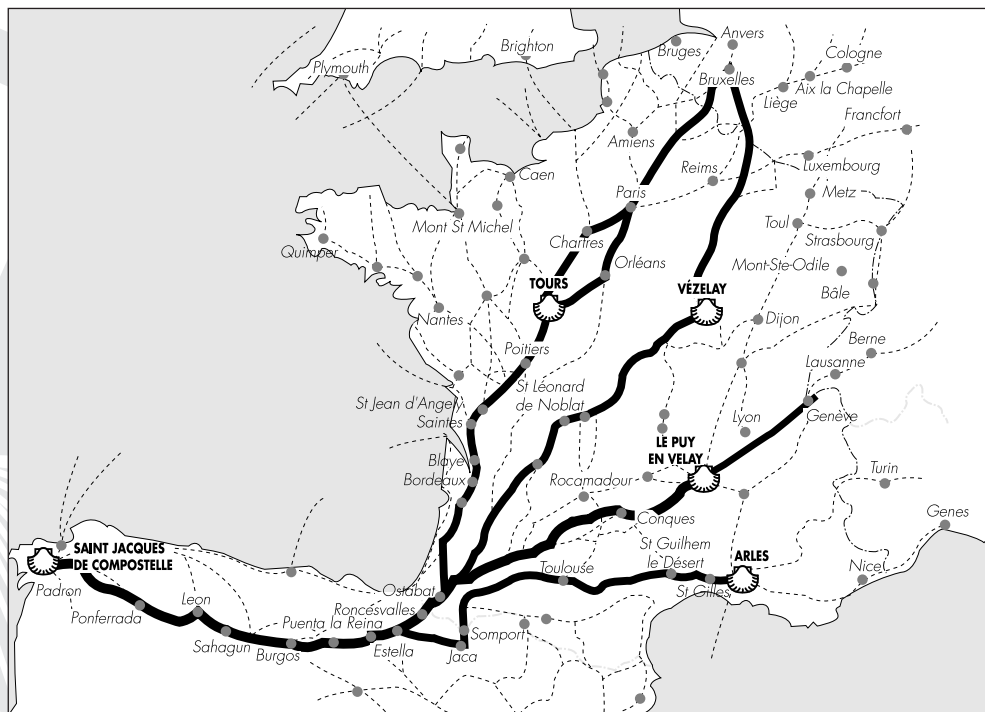 Anvers
Brighton
Bruges
Cologne
Plymouth
Bruxelles
Aix la Chapelle
Liège
Francfort
Amiens
Reims
Luxembourg
Caen
Paris
Metz
Mont St Michel
Toul
Chartres
Strasbourg
Quimper
Orléans
Mont-Ste-Odile
TOURS
VÉZELAY
Bâle
Nantes
Dijon
Berne
Poitiers
Lausanne
St Léonard
de Noblat
St Jean d'Angely
Saintes
Genève
Lyon
LE PUY
EN VELAY
Blaye
Bordeaux
Rocamadour
Turin
Conques
Genes
SAINT JACQUES
DE COMPOSTELLE
St Guilhem
le Désert
ARLES
Toulouse
Nice
Padron
Ostabat
St Gilles
Leon
Roncesvalles
Ponferrada
Puenta la Reina
Somport
Sahagun
Burgos
Estella
Jaca